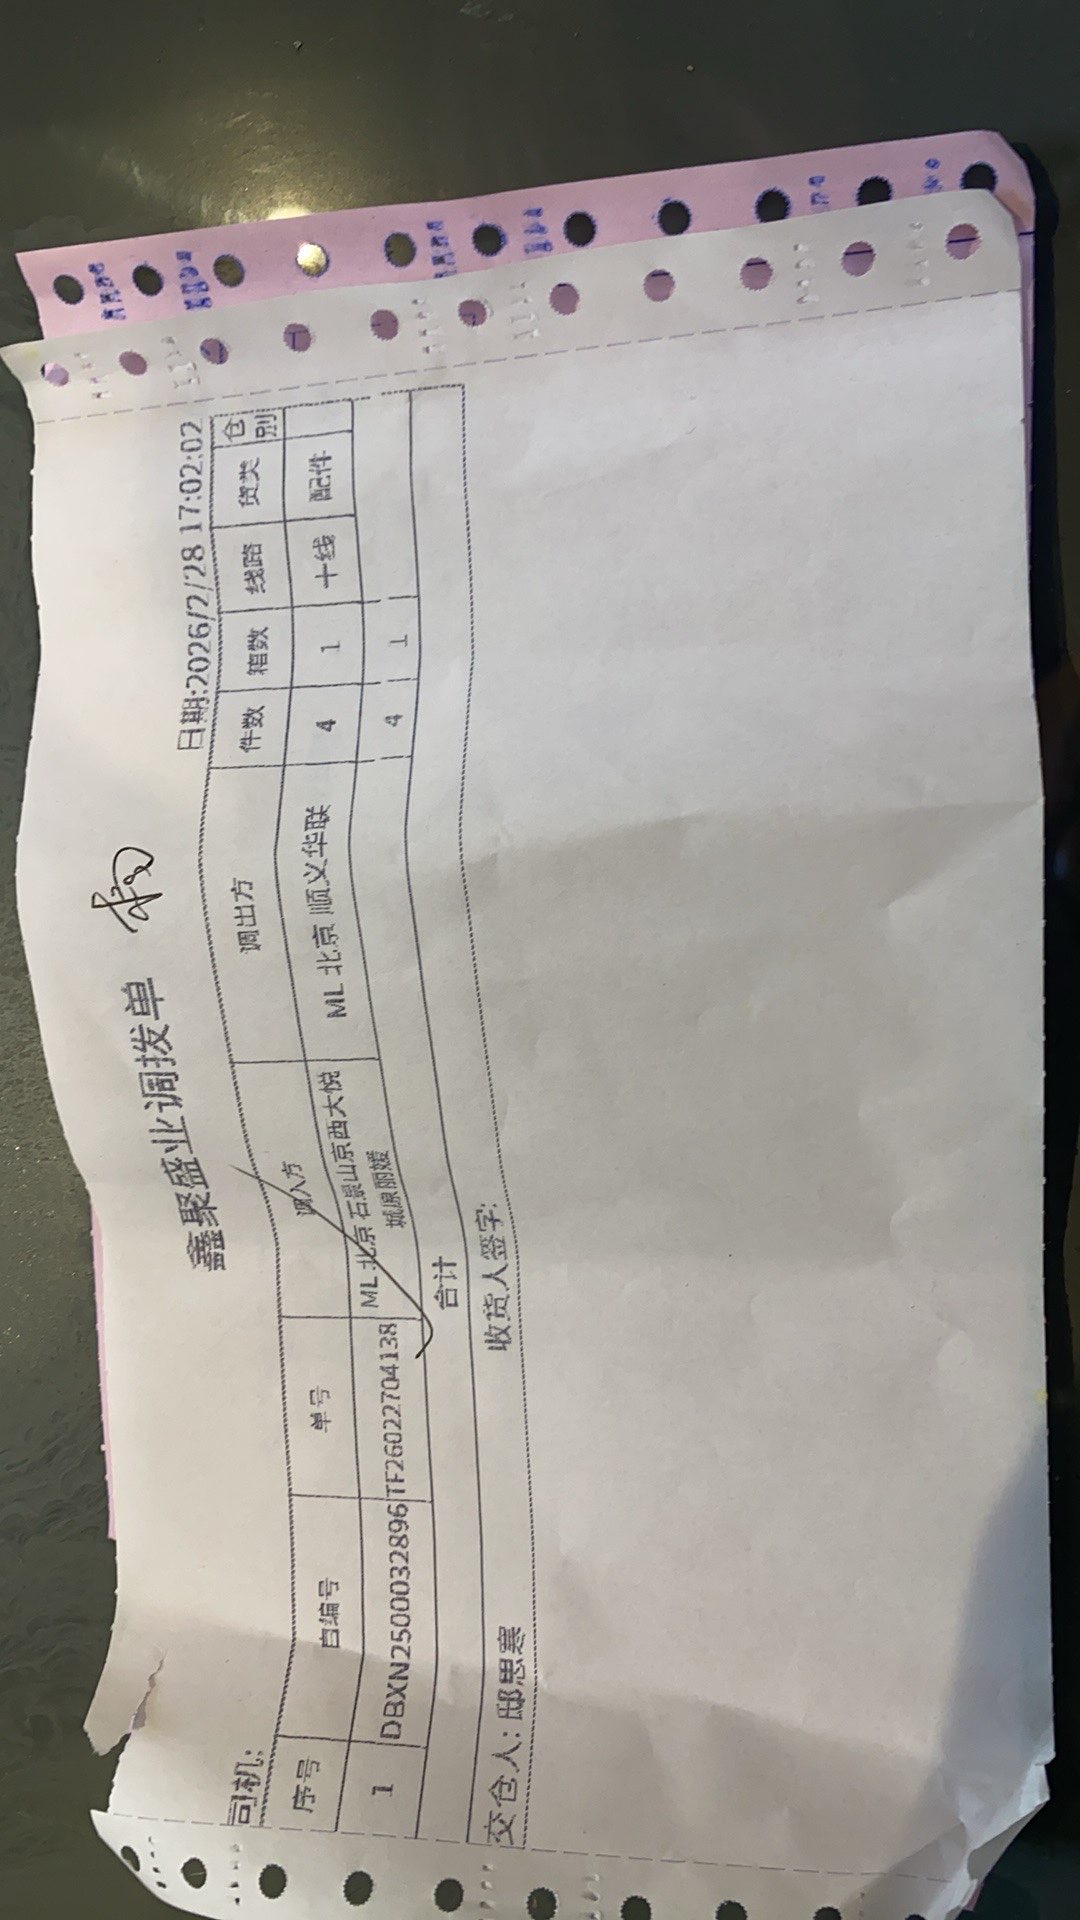 鑫聚盛业调拨单
司机:
日期:2026/2/28 17:02:02
序号 自编号 单号 调入方 调出方 件数 箱数 线路 货类 仓别
1 DBXN2500032896 TF26022704138 ML 北京石景山京西大悦城原丽媛 ML 北京顺义华联 4 1 十线 配件
合计 4 1
交仓人: 邸思寒 收货人签字: